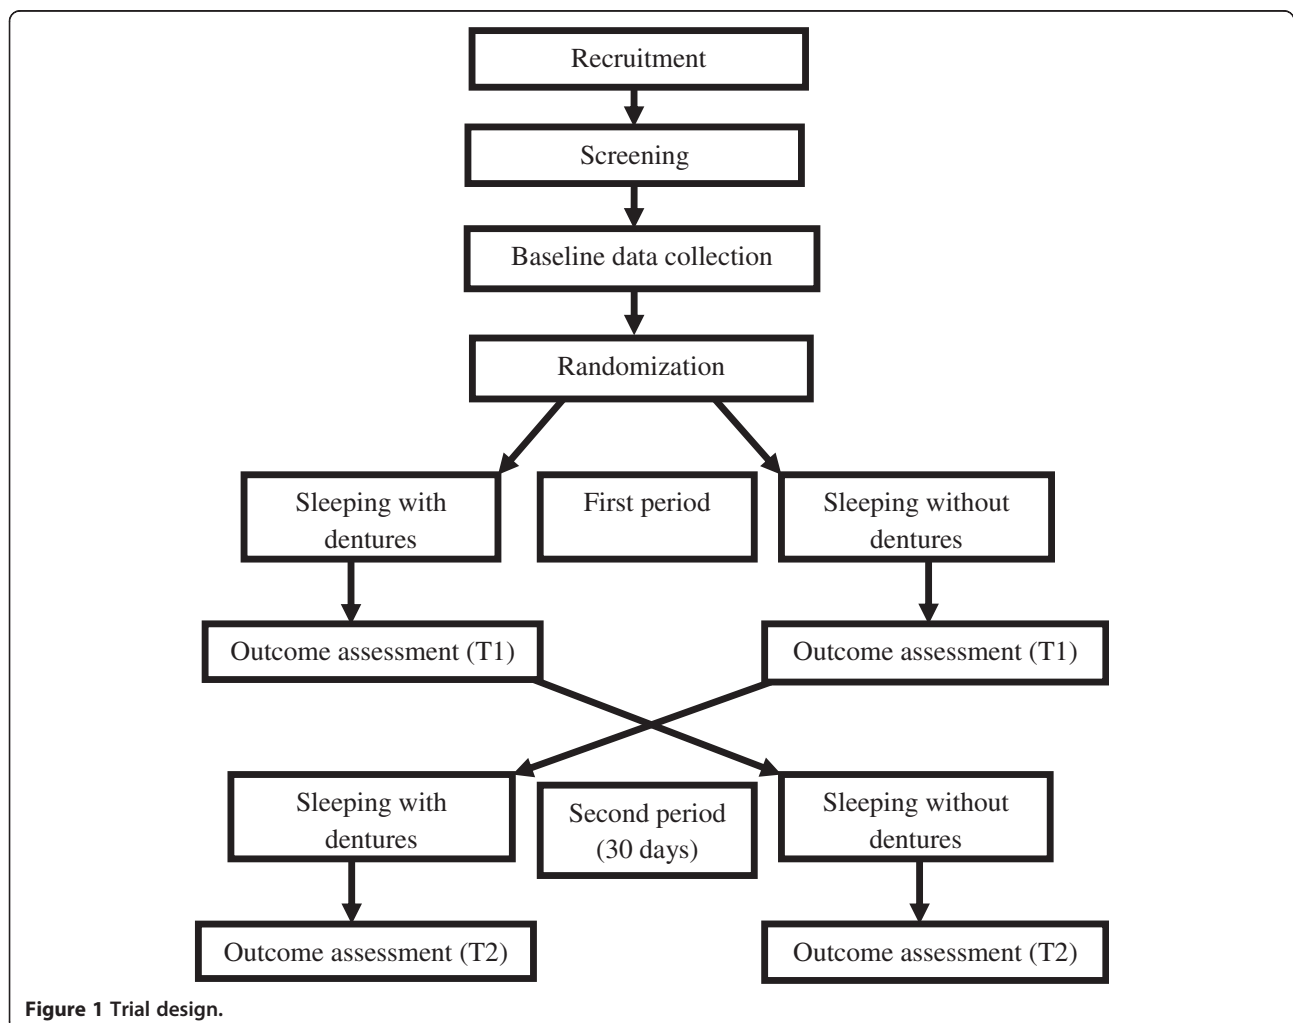 Recruitment
Screening
Baseline data collection
Randomization
Sleeping with
dentures
First period
Sleeping without
dentures
Outcome assessment (T1)
Outcome assessment (T1)
Sleeping with
dentures
Second period
(30 days)
Sleeping without
dentures
Outcome assessment (T2)
Outcome assessment (T2)
Figure 1 Trial design.